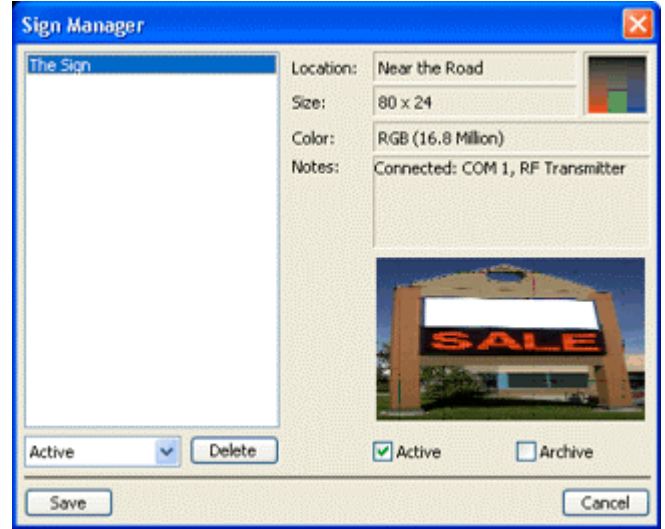 Sign Manager
The Sign
Location: Near the Road
Size: 80 x 24
Color: RGB (16.8 Million)
Notes: Connected: COM 1, RF Transmitter
SALE
Active Delete
Active Archive
Save Cancel